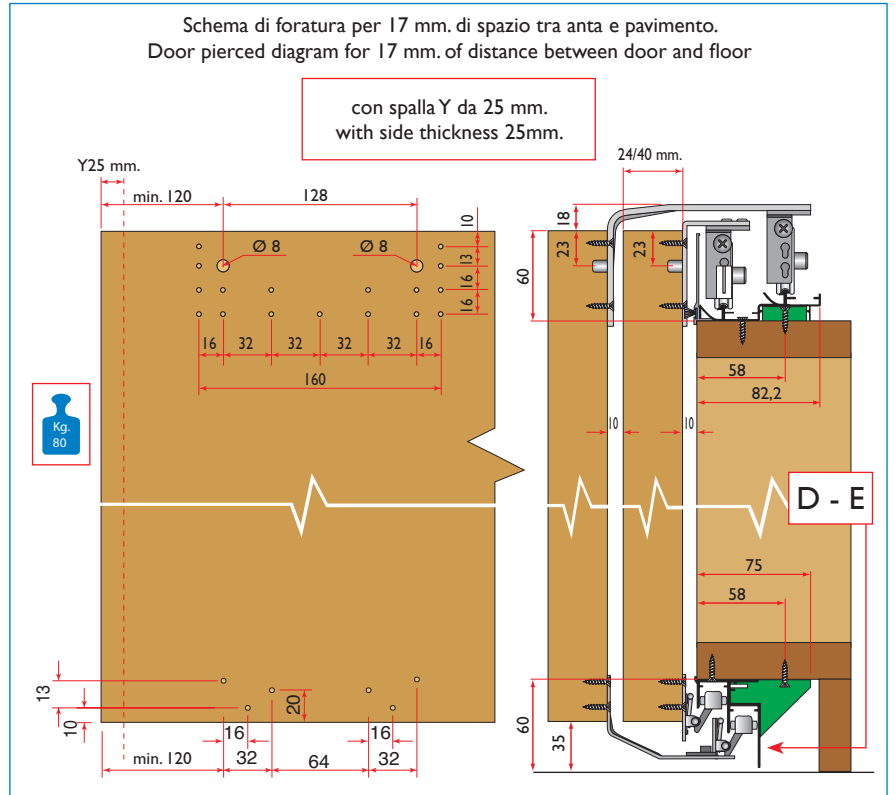 Schema di foratura per 17 mm. di spazio tra anta e pavimento.
Door pierced diagram for 17 mm. of distance between door and floor
con spalla Y da 25 mm.
with side thickness 25mm.
Y25 mm.
24/40 mm.
min. 120
128
10
13
16
16
Ø 8
Ø 8
18
23
23
60
16
32
32
32
32
16
160
58
82,2
Kg.
80
10
10
D - E
75
58
13
10
20
16
16
60
35
min. 120
32
64
32